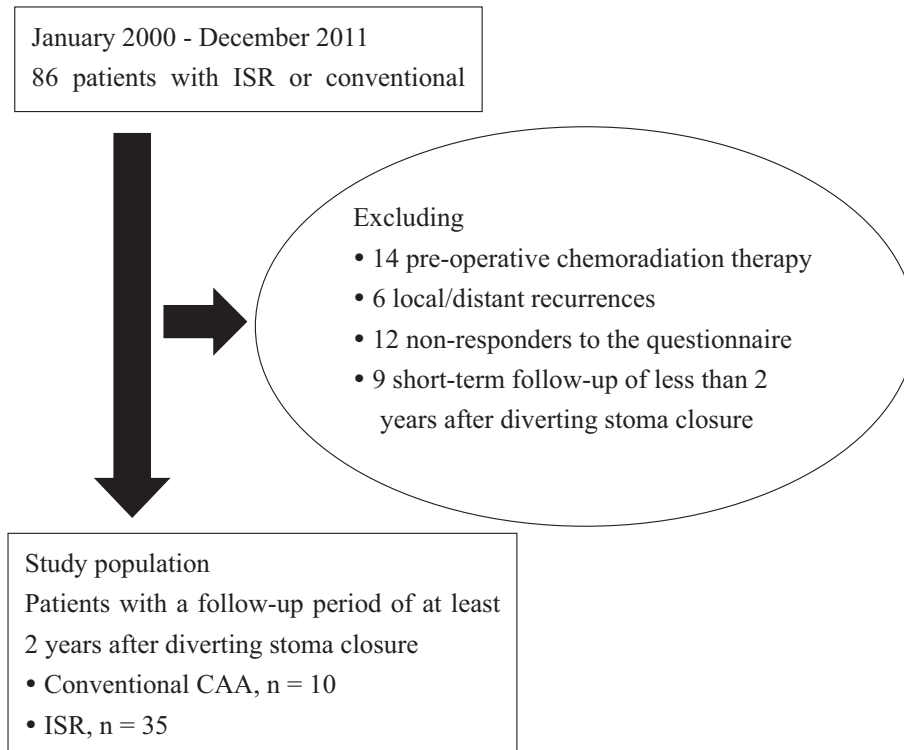 January 2000 - December 2011
86 patients with ISR or conventional
Excluding
• 14 pre-operative chemoradiation therapy
• 6 local/distant recurrences
• 12 non-responders to the questionnaire
• 9 short-term follow-up of less than 2
years after diverting stoma closure
Study population
Patients with a follow-up period of at least
2 years after diverting stoma closure
• Conventional CAA, n = 10
• ISR, n = 35